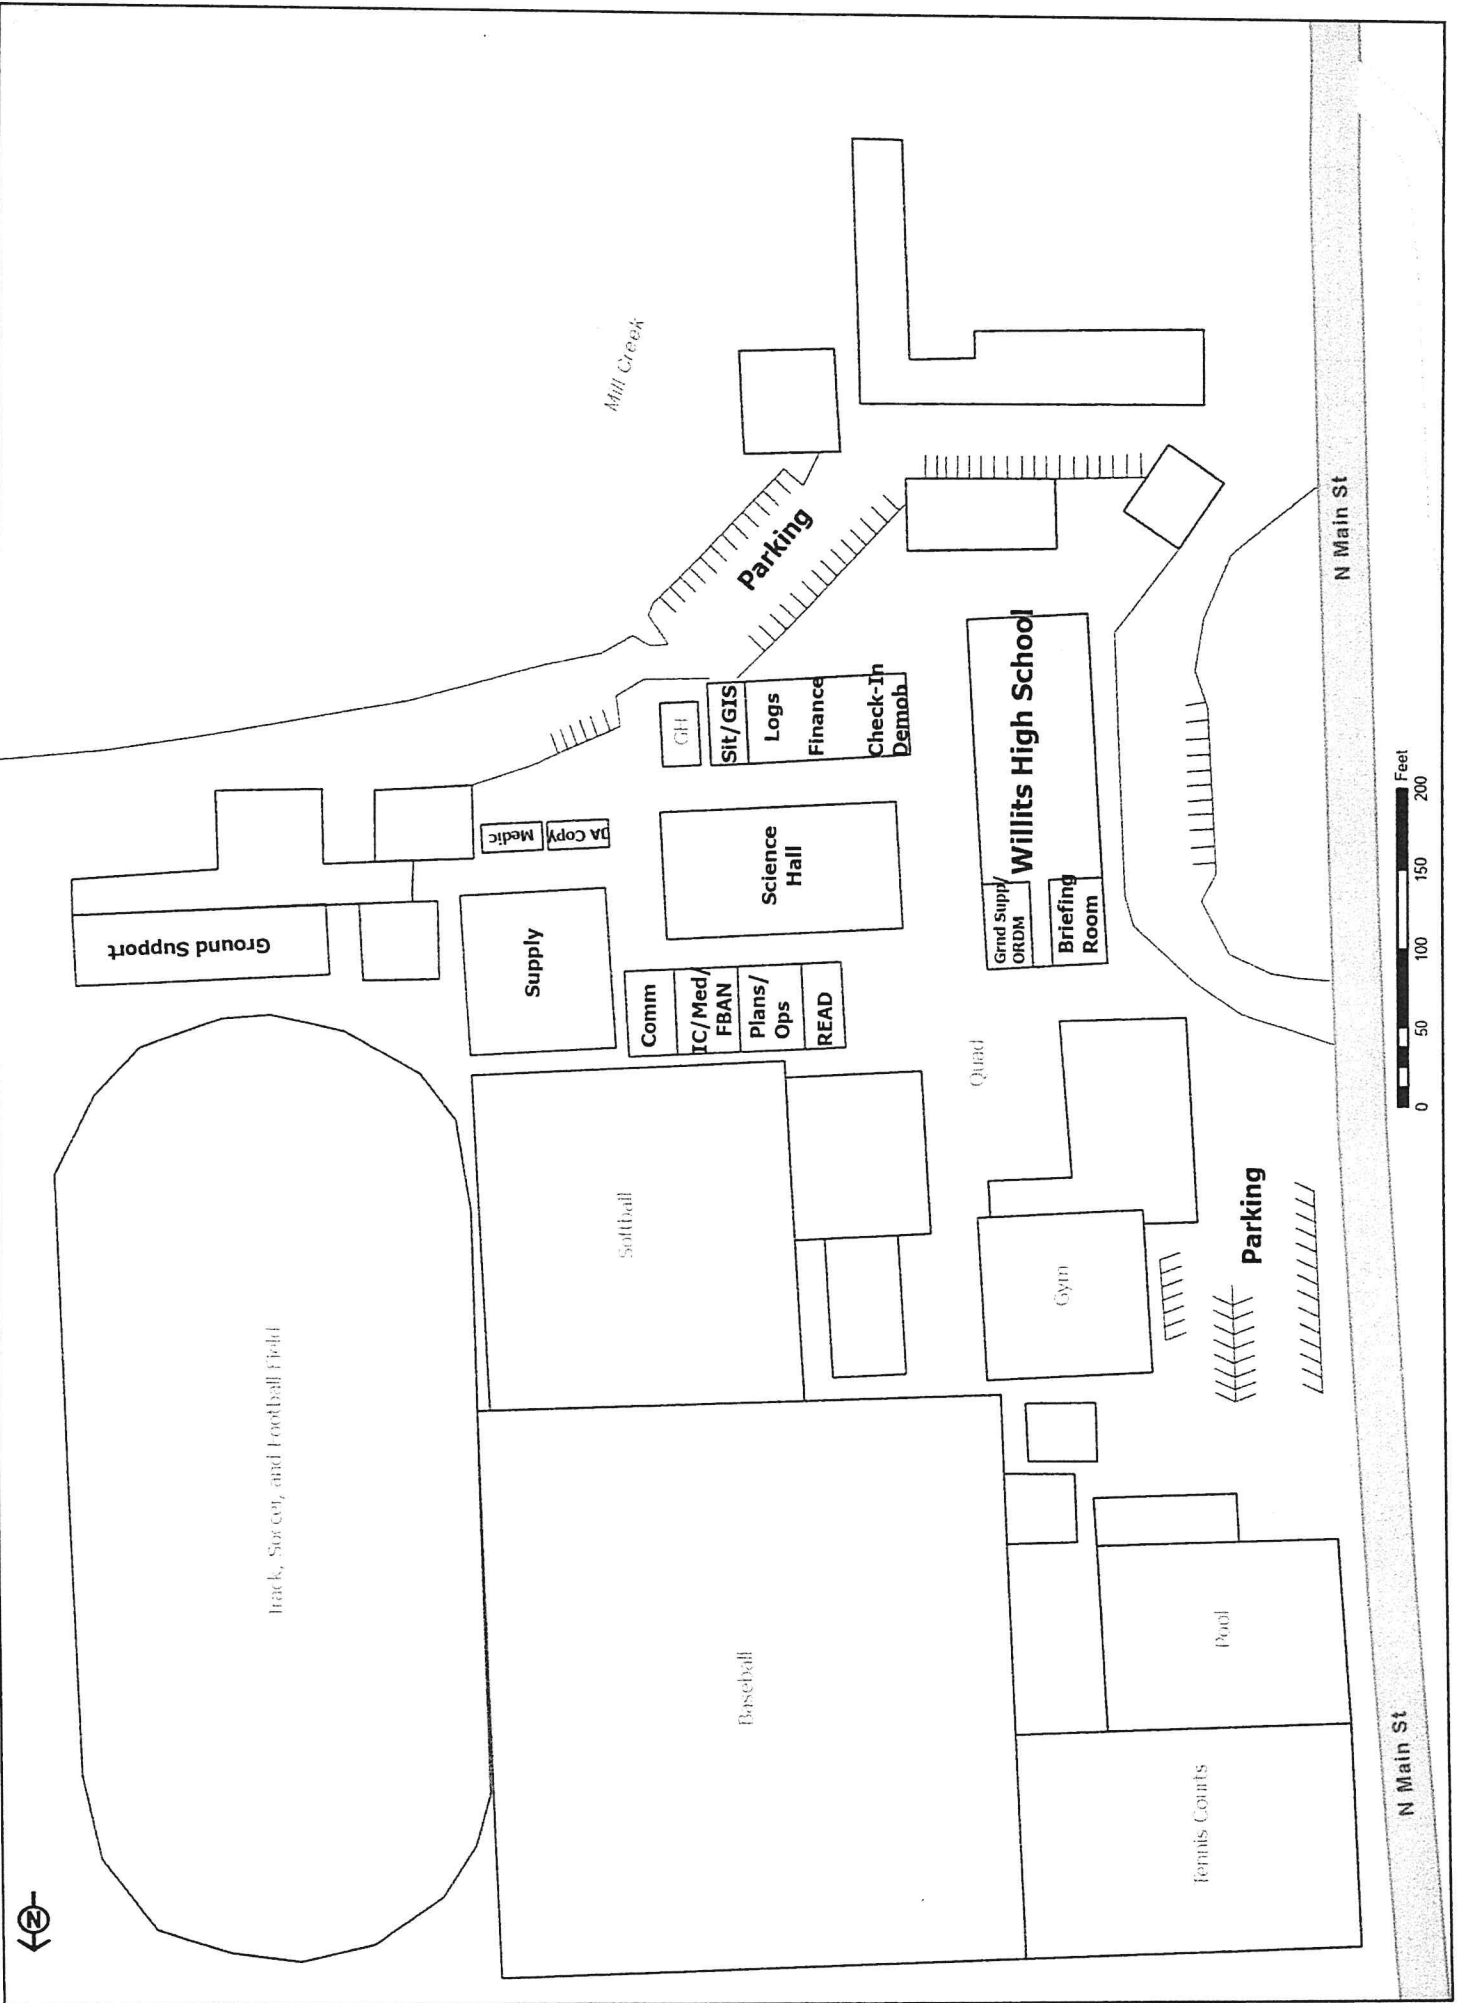 N
Track, Soccer, and Football Field
Ground Support
Mill Creek
Medic
DA Copy
Supply
Softball
Baseball
Comm
IC/Med/
FBAN
Plans/
Ops
READ
Science
Hall
GH
Sit/GIS
Logs
Finance
Check-In
Demob
Parking
Willits High School
Grnd Supp/
ORDM
Briefing
Room
Quad
Gym
Parking
Pool
Tennis Courts
N Main St
N Main St
0 50 100 150 200
Feet